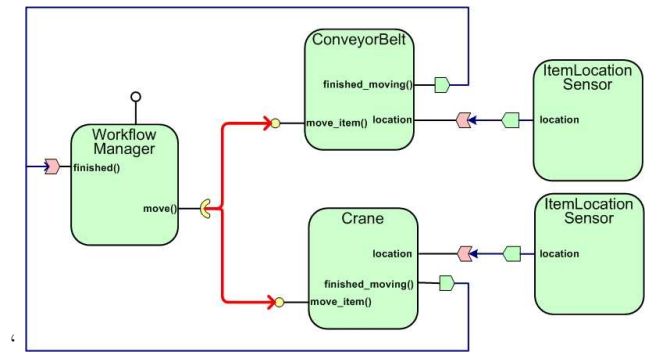 ConveyorBelt
finished_moving()
move_item()
location
ItemLocation
Sensor
location
Workflow
Manager
finished()
move()
Crane
location
finished_moving()
move_item()
ItemLocation
Sensor
location